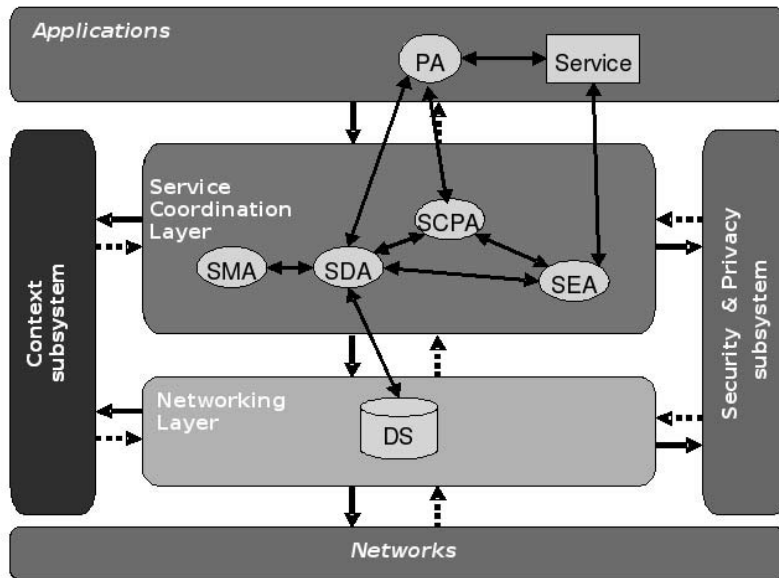 Applications
PA
Service
Service
Coordination
Layer
SCPA
SMA
SDA
SEA
Context
subsystem
Security & Privacy
subsystem
Networking
Layer
DS
Networks